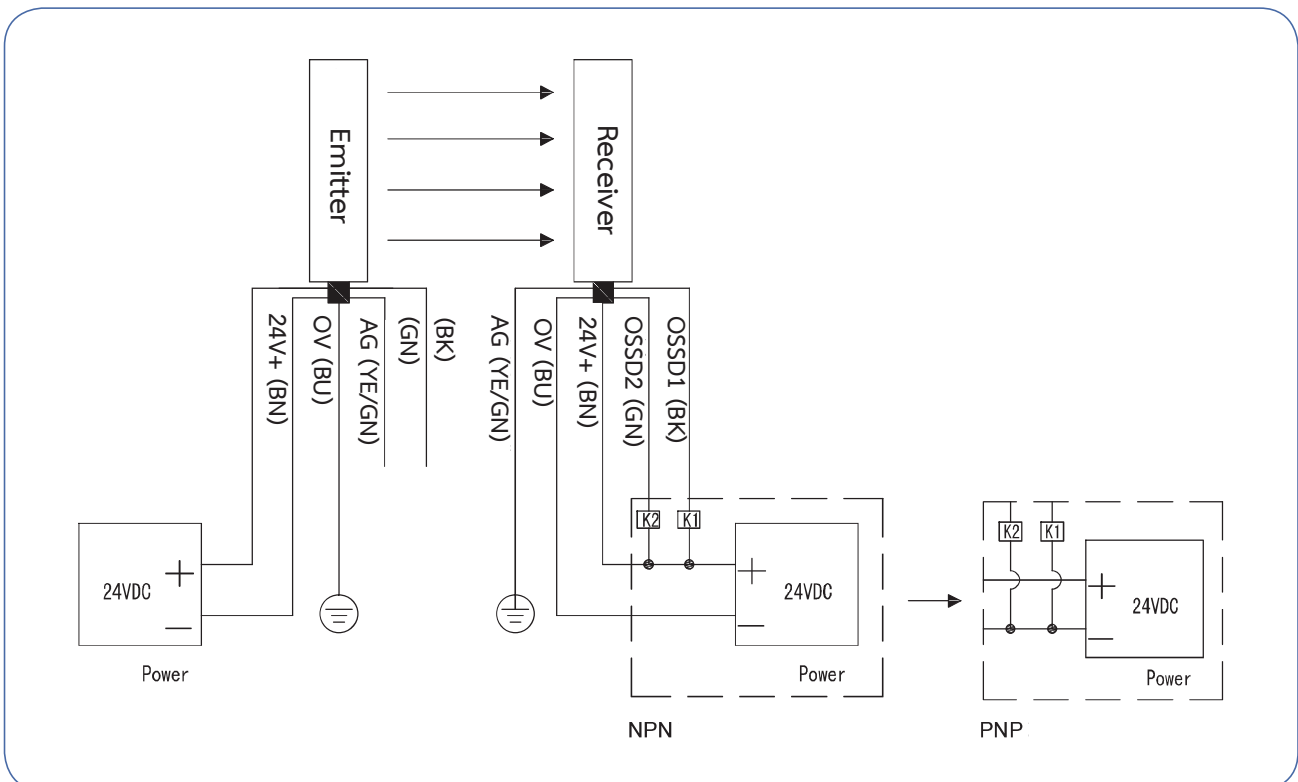 Emitter
Receiver
24V+ (BN)
OV (BU)
AG (YE/GN)
(GN)
(BK)
AG (YE/GN)
OV (BU)
24V+ (BN)
OSSD2 (GN)
OSSD1 (BK)
24VDC
+
—
Power
K2
K1
24VDC
+
—
Power
NPN
K2
K1
24VDC
+
—
Power
PNP